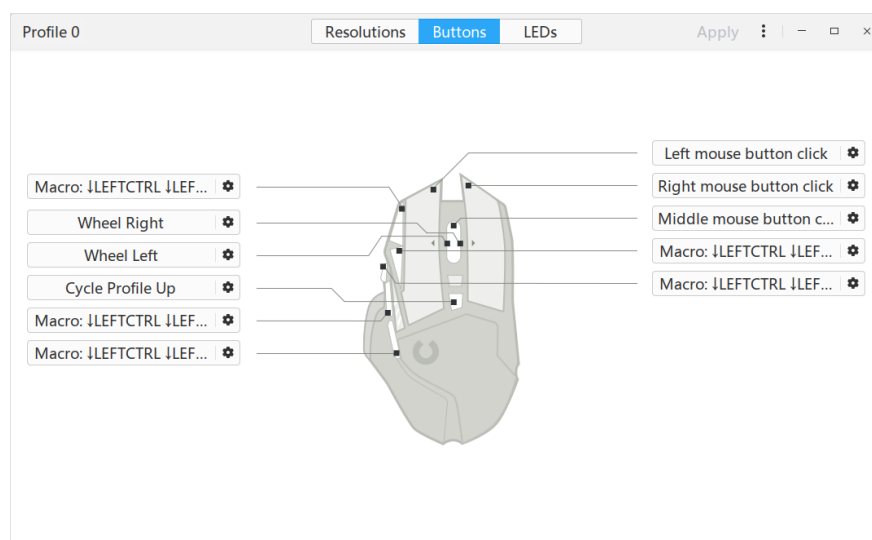 Profile 0
Resolutions
Buttons
LEDs
Apply
Macro: ↓LEFTCTRL ↓LEF...
Wheel Right
Wheel Left
Cycle Profile Up
Macro: ↓LEFTCTRL ↓LEF...
Macro: ↓LEFTCTRL ↓LEF...
Left mouse button click
Right mouse button click
Middle mouse button c...
Macro: ↓LEFTCTRL ↓LEF...
Macro: ↓LEFTCTRL ↓LEF...